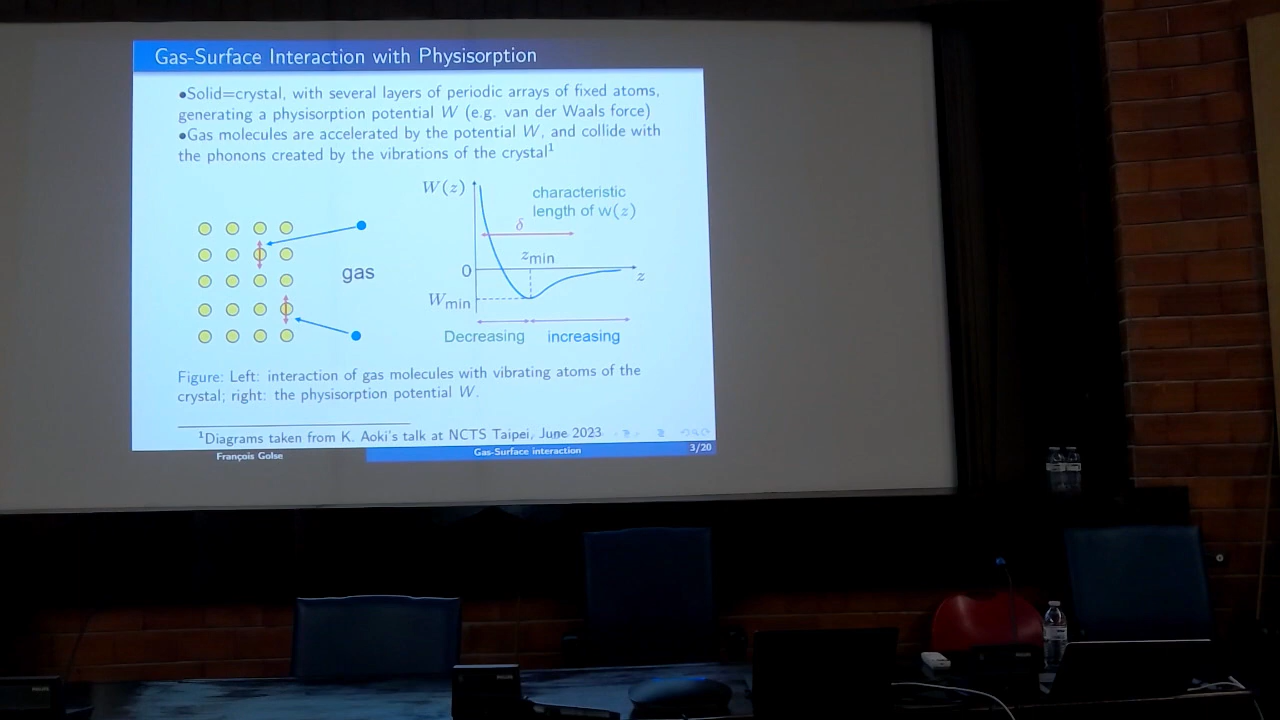 Gas-Surface Interaction with Physisorption
•Solid=crystal, with several layers of periodic arrays of fixed atoms,
generating a physisorption potential W (e.g. van der Waals force)
•Gas molecules are accelerated by the potential W, and collide with
the phonons created by the vibrations of the crystal¹
gas
W(z)
characteristic
length of w(z)
δ
z_min
0
z
W_min
Decreasing
increasing
Figure: Left: interaction of gas molecules with vibrating atoms of the
crystal; right: the physisorption potential W.
¹Diagrams taken from K. Aoki's talk at NCTS Taipei, June 2023
François Golse
Gas-Surface interaction
3/20